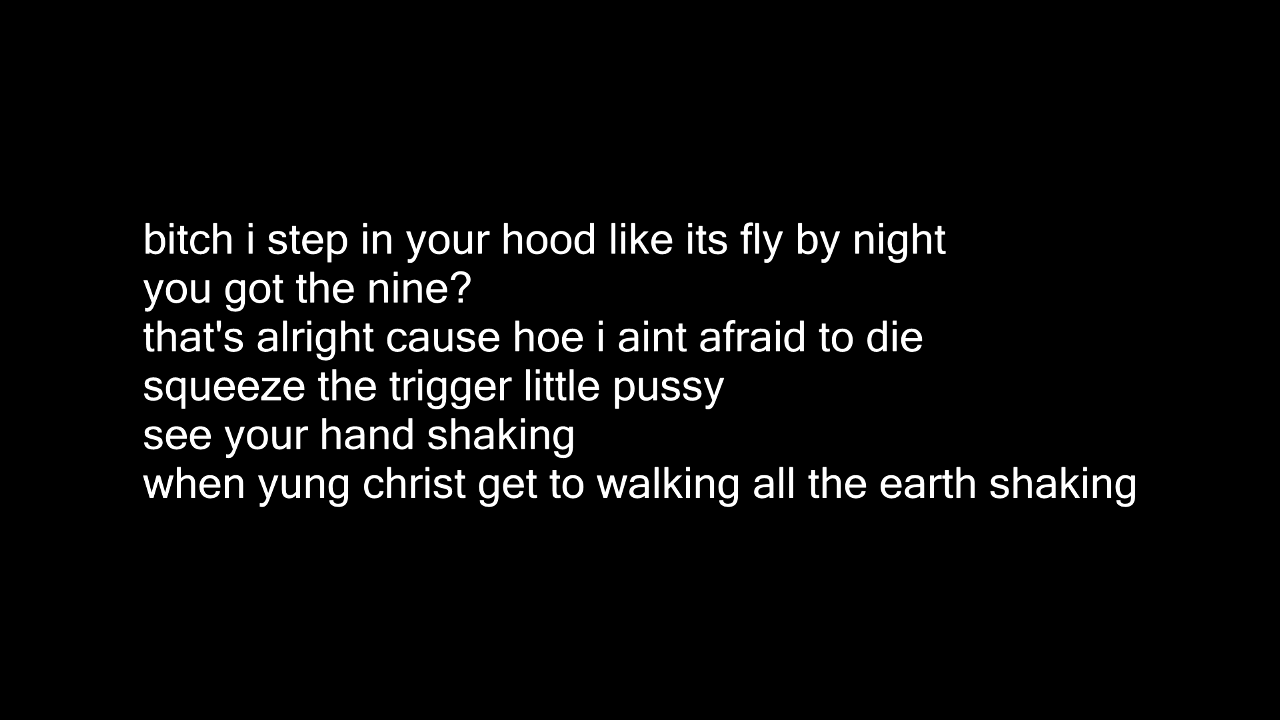 bitch i step in your hood like its fly by night
you got the nine?
that's alright cause hoe i aint afraid to die
squeeze the trigger little pussy
see your hand shaking
when yung christ get to walking all the earth shaking